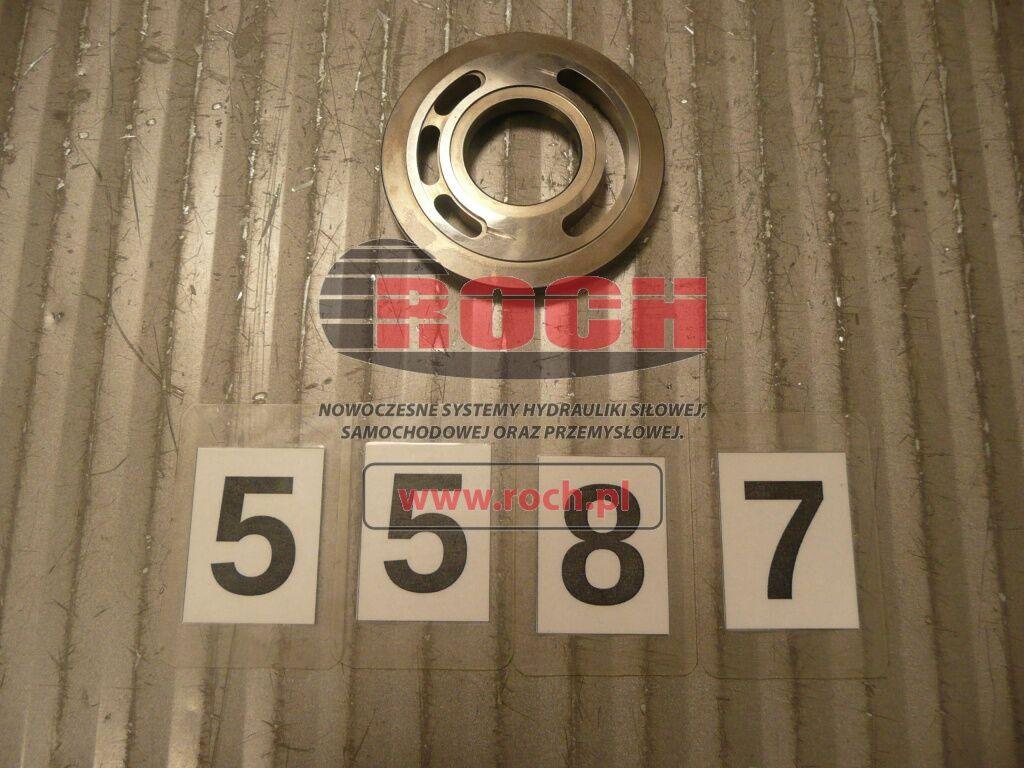 ROCH
NOWOCZESNE SYSTEMY HYDRAULIKI SIŁOWEJ,
SAMOCHODOWEJ ORAZ PRZEMYSŁOWEJ.
www.roch.pl
5 5 8 7